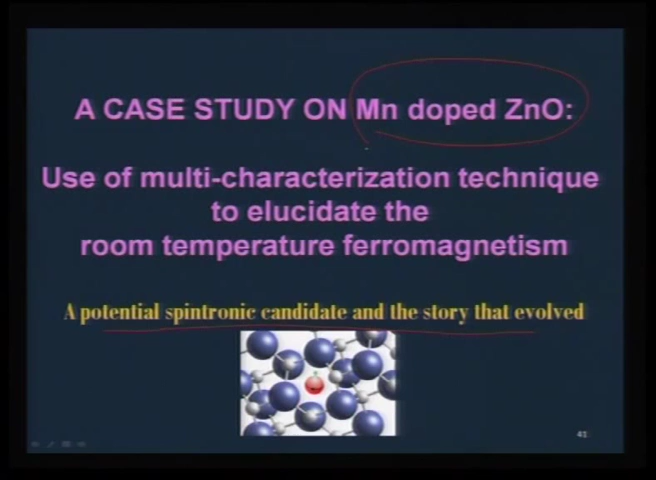 A CASE STUDY ON Mn doped ZnO:
Use of multi-characterization technique
to elucidate the
room temperature ferromagnetism
A potential spintronic candidate and the story that evolved
41